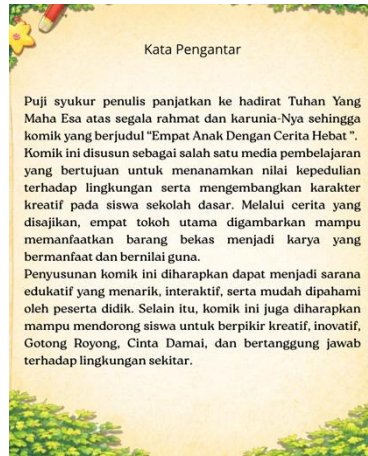 Kata Pengantar
Puji syukur penulis panjatkan ke hadirat Tuhan Yang
Maha Esa atas segala rahmat dan karunia-Nya sehingga
komik yang berjudul “Empat Anak Dengan Cerita Hebat ”.
Komik ini disusun sebagai salah satu media pembelajaran
yang bertujuan untuk menanamkan nilai kepedulian
terhadap lingkungan serta mengembangkan karakter
kreatif pada siswa sekolah dasar. Melalui cerita yang
disajikan, empat tokoh utama digambarkan mampu
memanfaatkan barang bekas menjadi karya yang
bermanfaat dan bernilai guna.
Penyusunan komik ini diharapkan dapat menjadi sarana
edukatif yang menarik, interaktif, serta mudah dipahami
oleh peserta didik. Selain itu, komik ini juga diharapkan
mampu mendorong siswa untuk berpikir kreatif, inovatif,
Gotong Royong, Cinta Damai, dan bertanggung jawab
terhadap lingkungan sekitar.